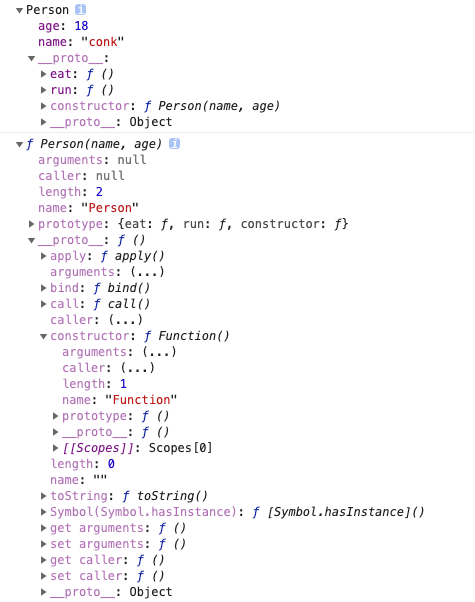 Person i
age: 18
name: "conk"
__proto__:
eat: ƒ ()
run: ƒ ()
constructor: ƒ Person(name, age)
__proto__: Object
ƒ Person(name, age) i
arguments: null
caller: null
length: 2
name: "Person"
prototype: {eat: ƒ, run: ƒ, constructor: ƒ}
__proto__: ƒ ()
apply: ƒ apply()
arguments: (...)
bind: ƒ bind()
call: ƒ call()
caller: (...)
constructor: ƒ Function()
arguments: (...)
caller: (...)
length: 1
name: "Function"
prototype: ƒ ()
__proto__: ƒ ()
[[Scopes]]: Scopes[0]
length: 0
name: ""
toString: ƒ toString()
Symbol(Symbol.hasInstance): ƒ [Symbol.hasInstance]()
get arguments: ƒ ()
set arguments: ƒ ()
get caller: ƒ ()
set caller: ƒ ()
__proto__: Object